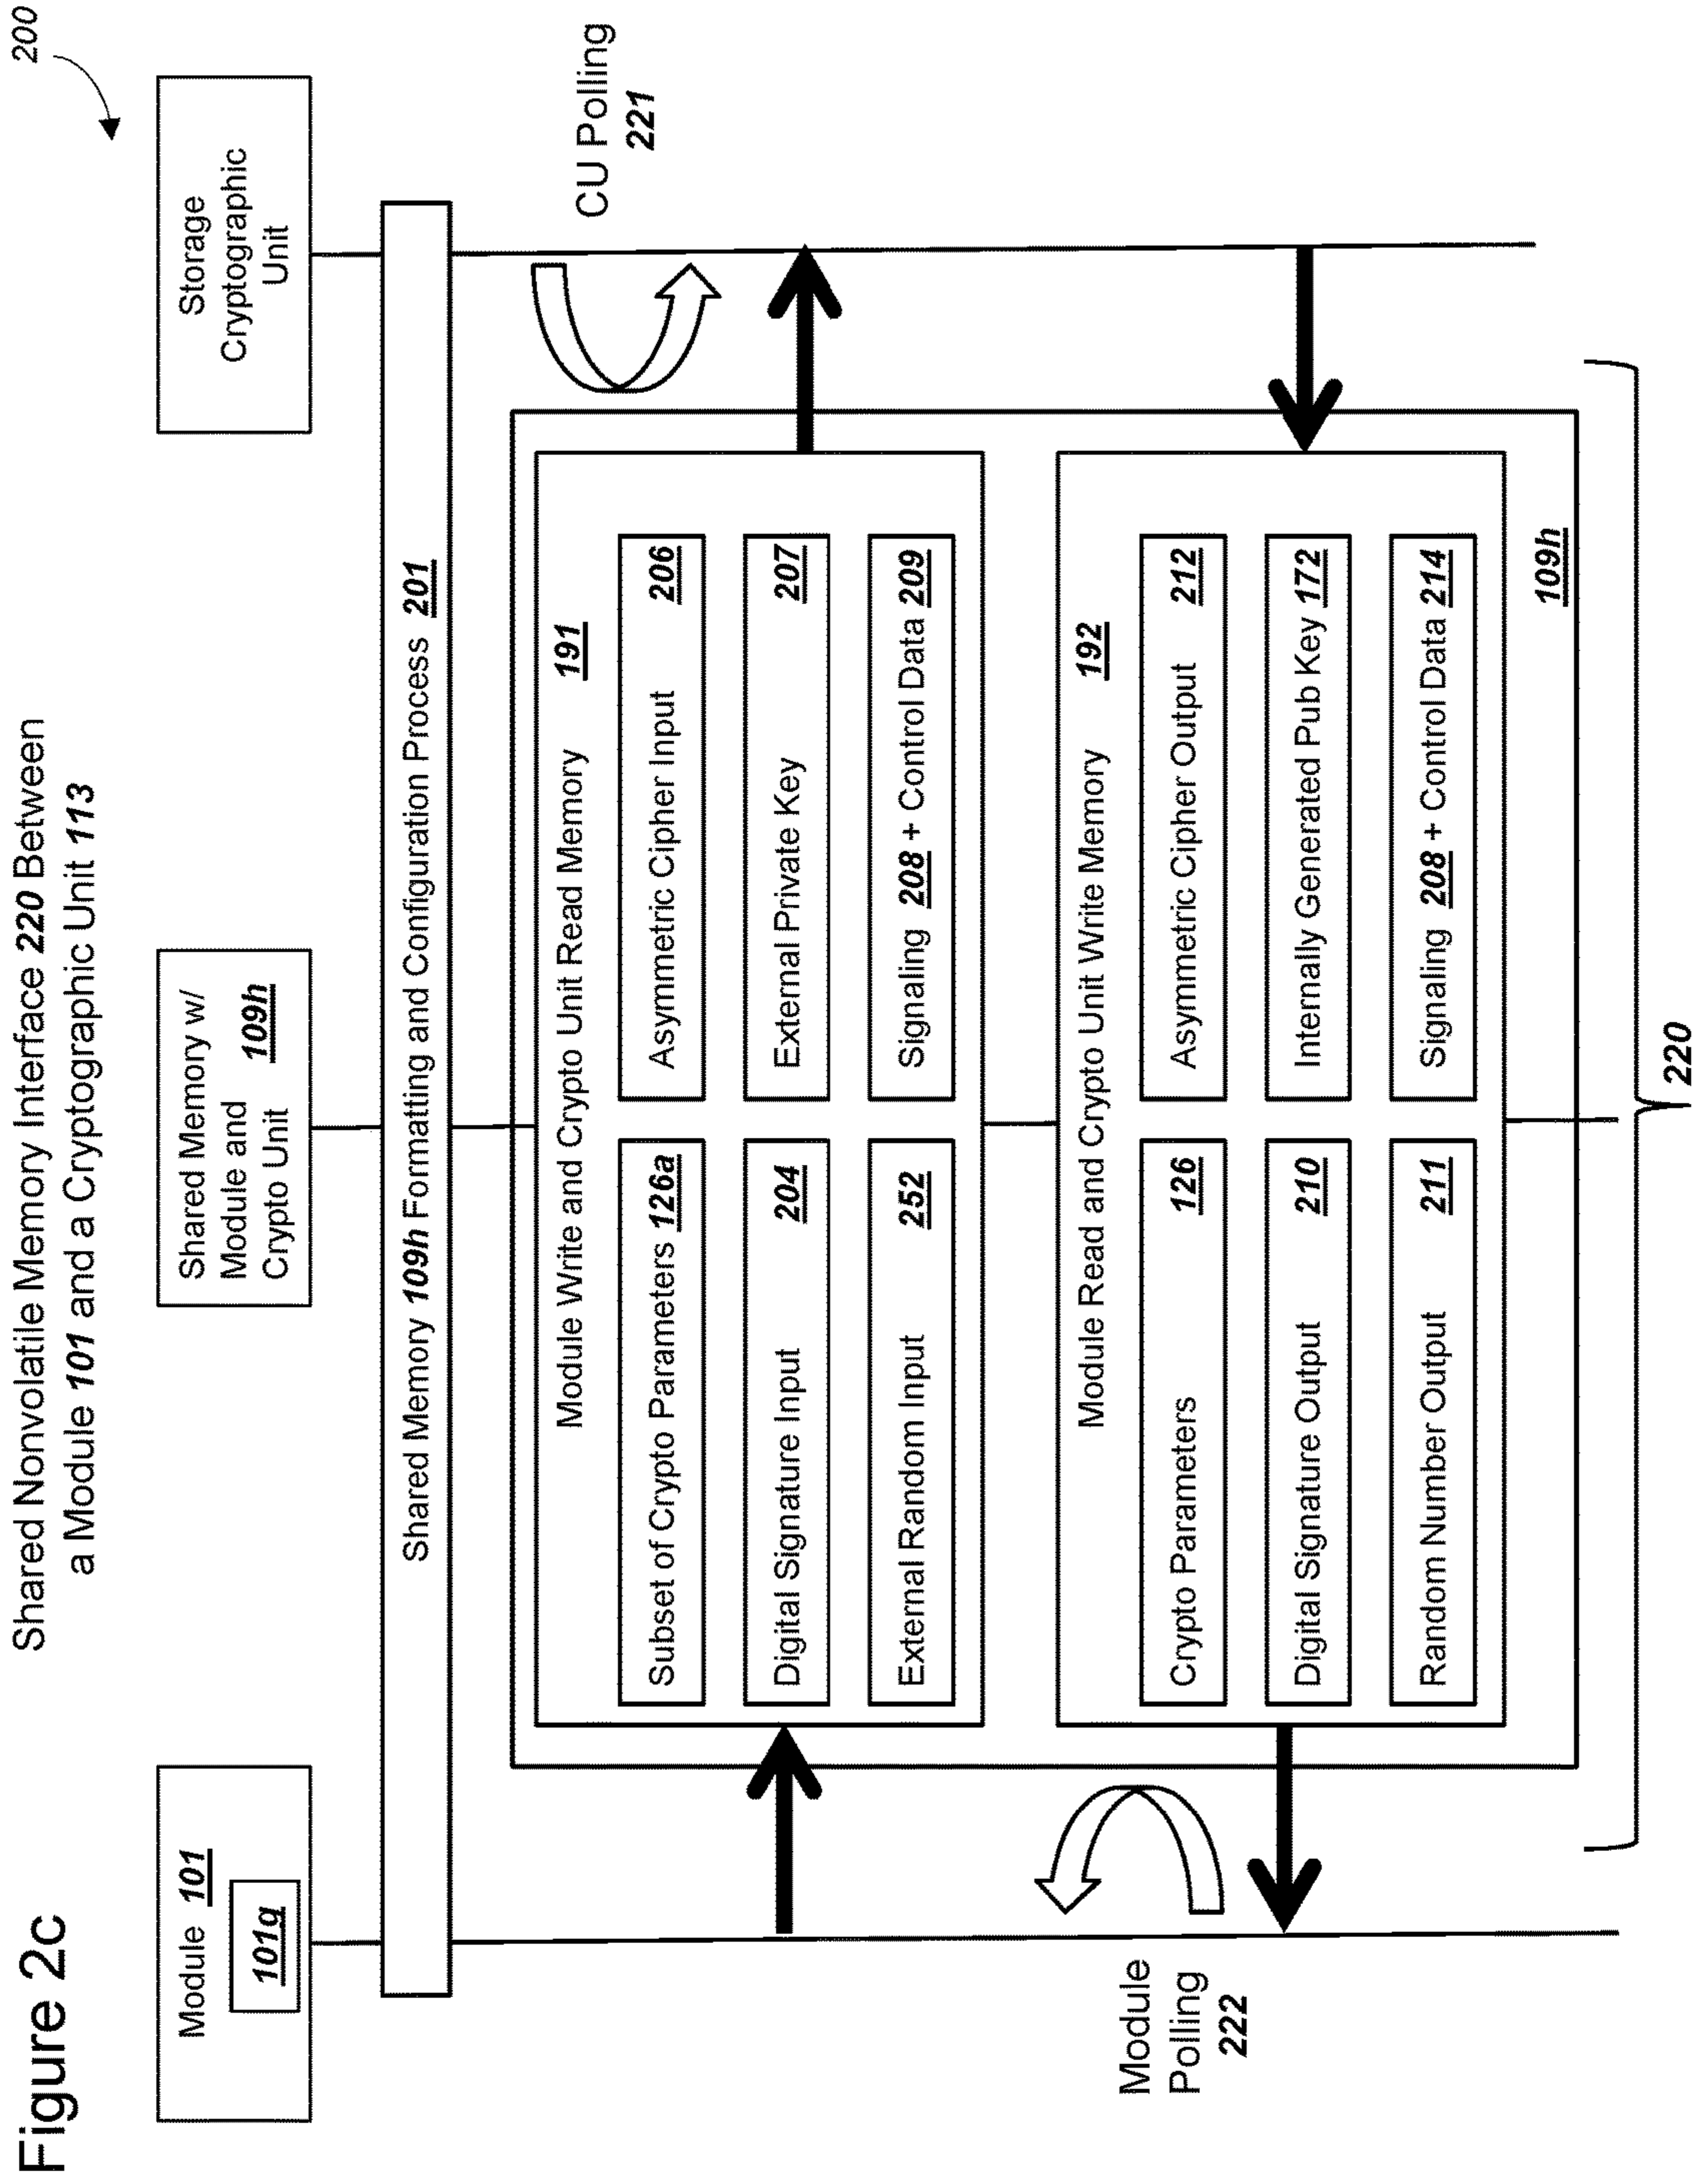 Figure 2c
Shared Nonvolatile Memory Interface 220 Between
a Module 101 and a Cryptographic Unit 113
200
Module 101
101g
Shared Memory w/
Module and 109h
Crypto Unit
Storage
Cryptographic
Unit
Shared Memory 109h Formatting and Configuration Process 201
CU Polling
221
Module Write and Crypto Unit Read Memory 191
Subset of Crypto Parameters 126a
Asymmetric Cipher Input 206
Digital Signature Input 204
External Private Key 207
External Random Input 252
Signaling 208 + Control Data 209
Module
Polling
222
Module Read and Crypto Unit Write Memory 192
Crypto Parameters 126
Asymmetric Cipher Output 212
Digital Signature Output 210
Internally Generated Pub Key 172
Random Number Output 211
Signaling 208 + Control Data 214
109h
220